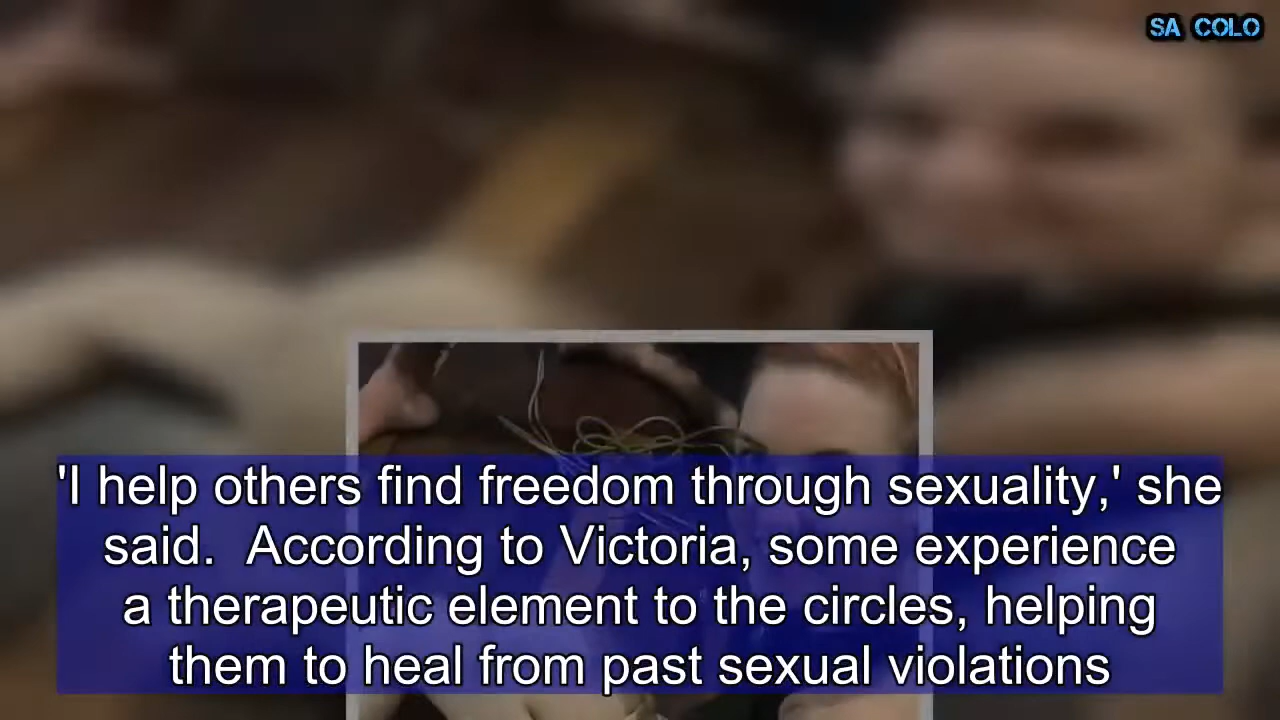 SA COLO
'I help others find freedom through sexuality,' she
said.  According to Victoria, some experience
a therapeutic element to the circles, helping
them to heal from past sexual violations